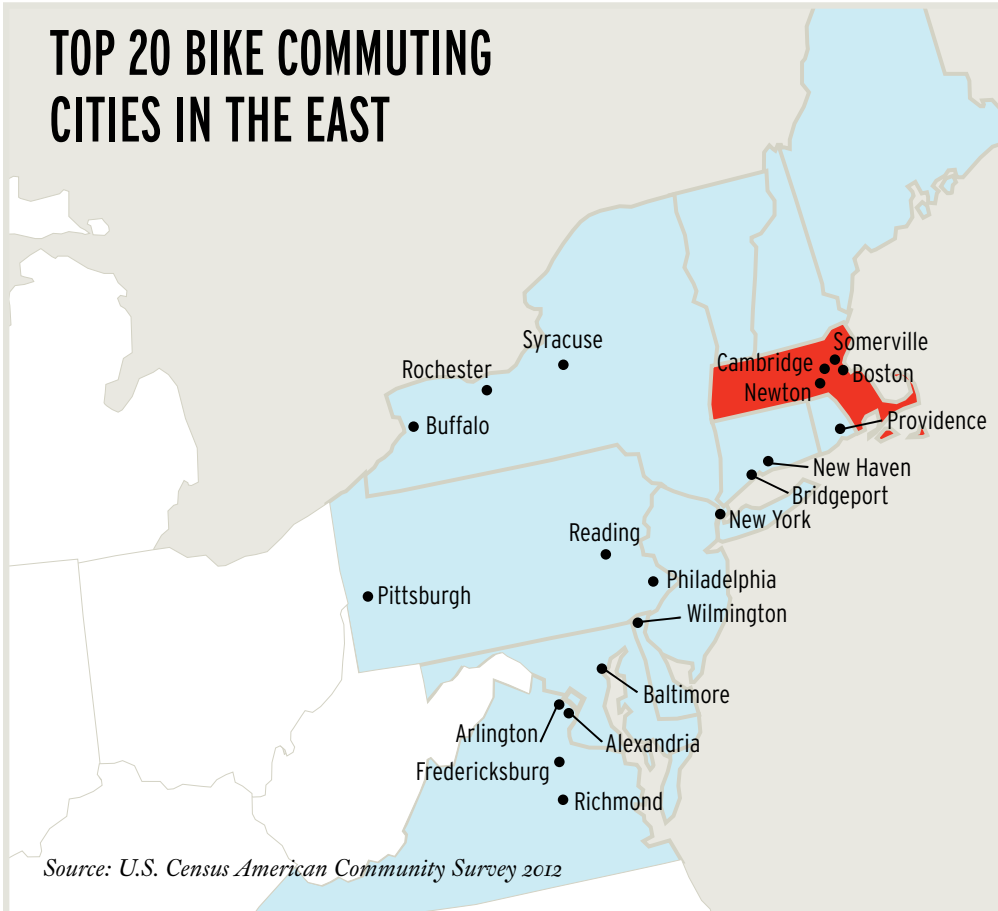 TOP 20 BIKE COMMUTING
CITIES IN THE EAST
Syracuse
Rochester
Buffalo
Somerville
Cambridge
Boston
Newton
Providence
New Haven
Bridgeport
New York
Reading
Philadelphia
Pittsburgh
Wilmington
Baltimore
Arlington
Alexandria
Fredericksburg
Richmond
Source: U.S. Census American Community Survey 2012